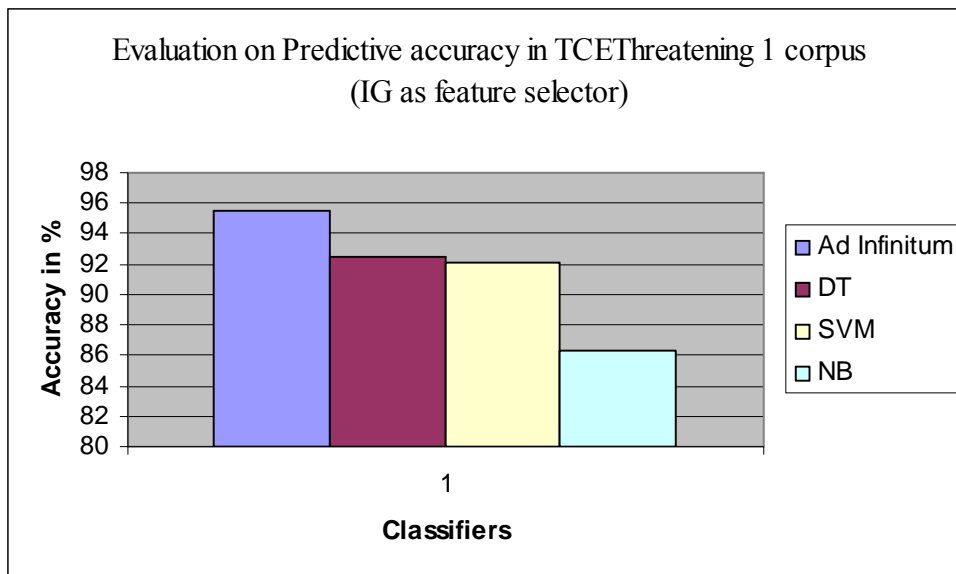 Evaluation on Predictive accuracy in TCEThreatening 1 corpus
(IG as feature selector)
98
96
94
92
90
88
86
84
82
80
Accuracy in %
1
Classifiers
Ad Infinitum
DT
SVM
NB